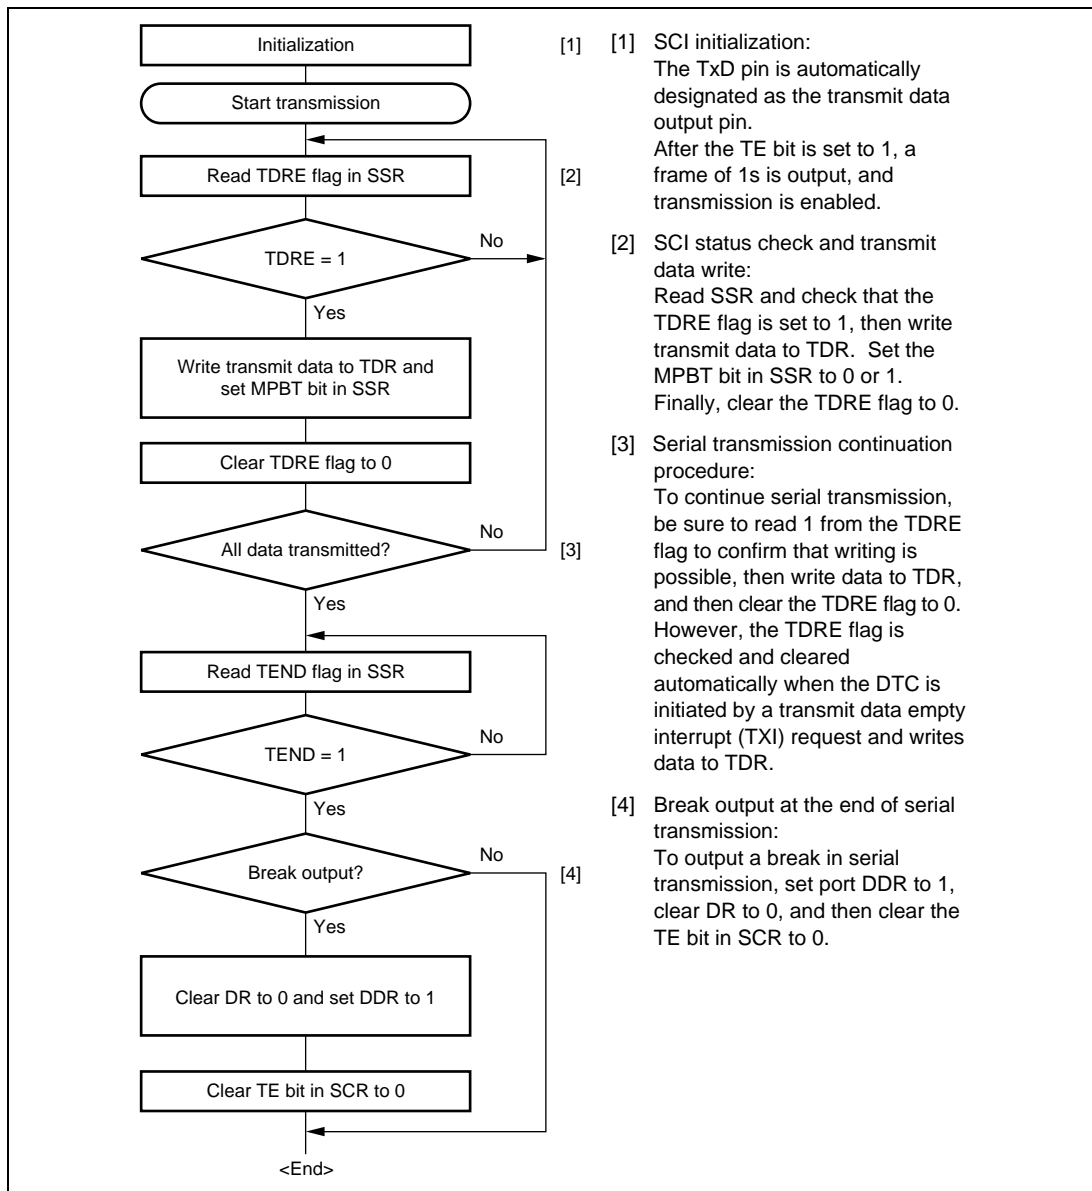 Initialization
[1]
Start transmission
Read TDRE flag in SSR
[2]
TDRE = 1
No
Yes
Write transmit data to TDR and
set MPBT bit in SSR
Clear TDRE flag to 0
All data transmitted?
No
[3]
Yes
Read TEND flag in SSR
TEND = 1
No
Yes
Break output?
No
[4]
Yes
Clear DR to 0 and set DDR to 1
Clear TE bit in SCR to 0
<End>
[1] SCI initialization:
The TxD pin is automatically
designated as the transmit data
output pin.
After the TE bit is set to 1, a
frame of 1s is output, and
transmission is enabled.
[2] SCI status check and transmit
data write:
Read SSR and check that the
TDRE flag is set to 1, then write
transmit data to TDR. Set the
MPBT bit in SSR to 0 or 1.
Finally, clear the TDRE flag to 0.
[3] Serial transmission continuation
procedure:
To continue serial transmission,
be sure to read 1 from the TDRE
flag to confirm that writing is
possible, then write data to TDR,
and then clear the TDRE flag to 0.
However, the TDRE flag is
checked and cleared
automatically when the DTC is
initiated by a transmit data empty
interrupt (TXI) request and writes
data to TDR.
[4] Break output at the end of serial
transmission:
To output a break in serial
transmission, set port DDR to 1,
clear DR to 0, and then clear the
TE bit in SCR to 0.